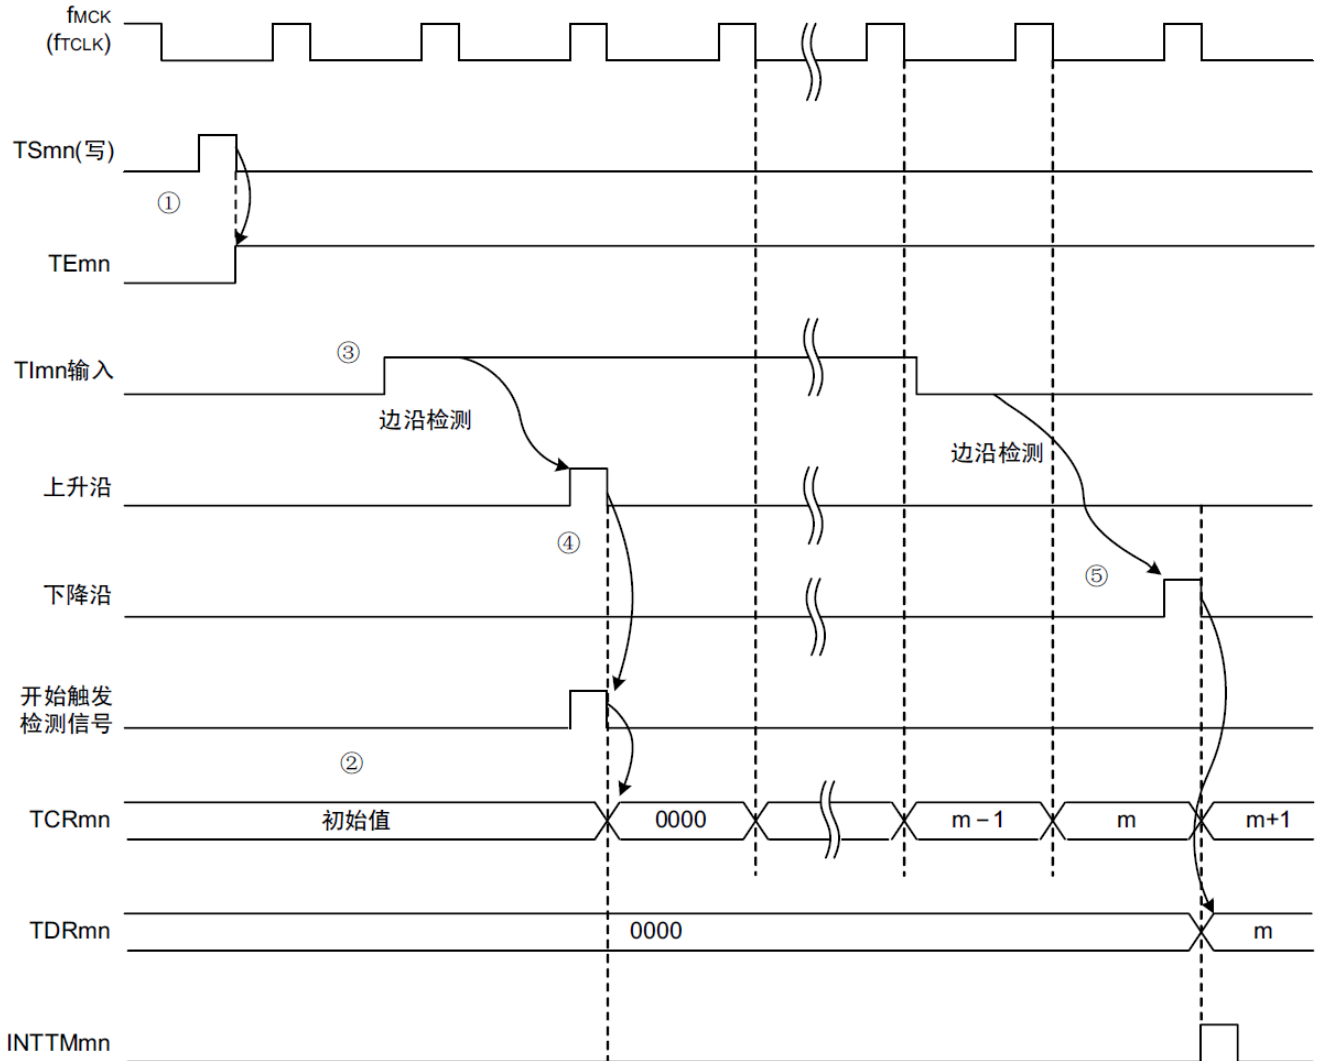 fMCK
(fTCLK)
TSmn(写)
①
TEmn
③
TImn输入
边沿检测
边沿检测
上升沿
④
⑤
下降沿
开始触发
检测信号
②
TCRmn
初始值
0000
m－1
m
m+1
TDRmn
0000
m
INTTMmn